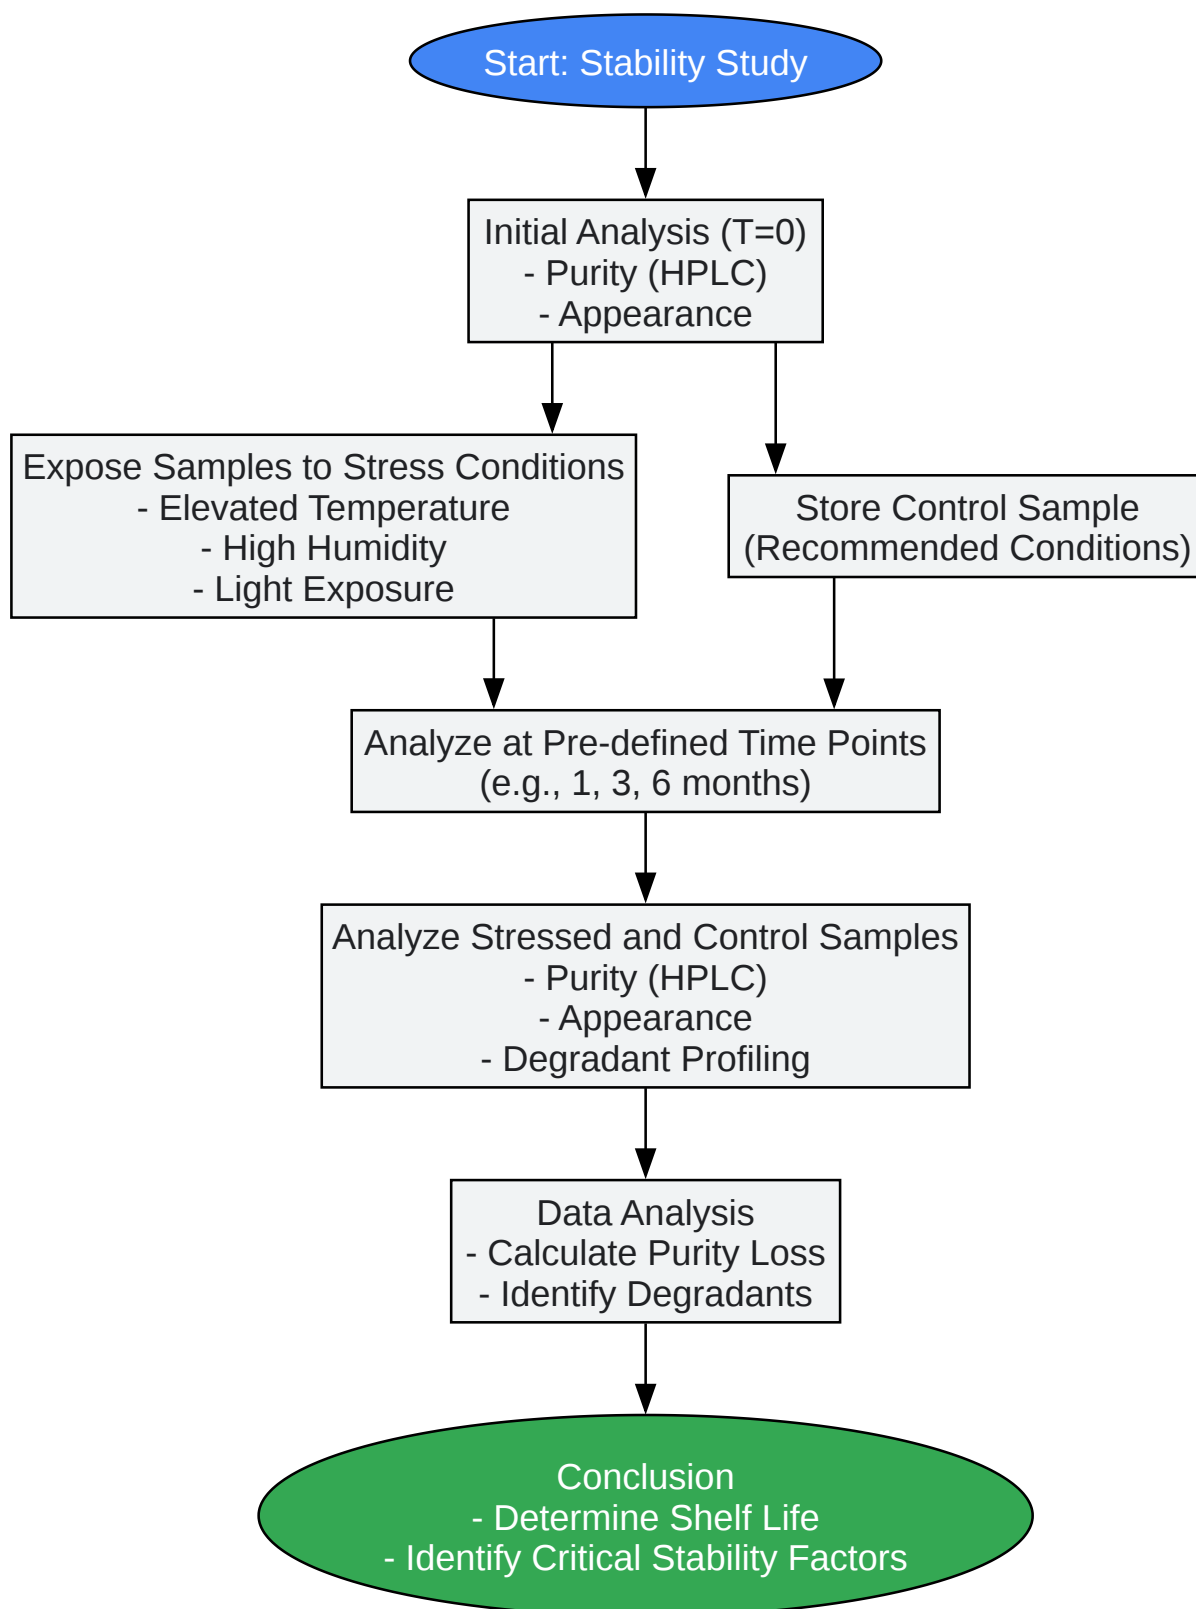 Start: Stability Study
Initial Analysis (T=0)
- Purity (HPLC)
- Appearance
Expose Samples to Stress Conditions
- Elevated Temperature
- High Humidity
- Light Exposure
Store Control Sample
(Recommended Conditions)
Analyze at Pre-defined Time Points
(e.g., 1, 3, 6 months)
Analyze Stressed and Control Samples
- Purity (HPLC)
- Appearance
- Degradant Profiling
Data Analysis
- Calculate Purity Loss
- Identify Degradants
Conclusion
- Determine Shelf Life
- Identify Critical Stability Factors